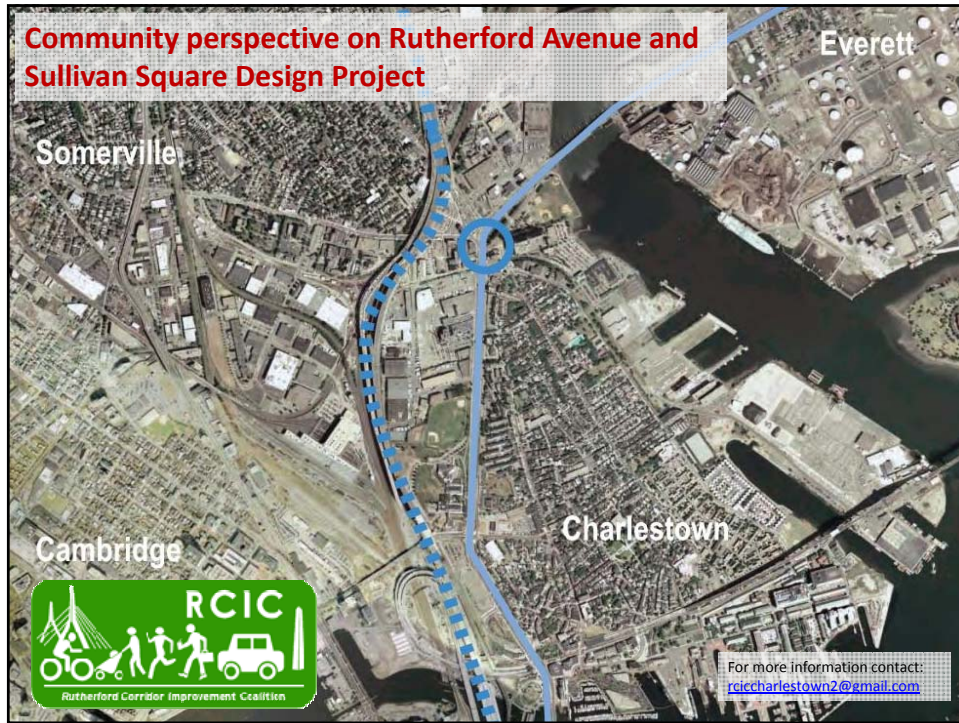 Community perspective on Rutherford Avenue and
Sullivan Square Design Project
Everett
Somerville
Charlestown
Cambridge
RCIC
Rutherford Corridor Improvement Coalition
For more information contact:
rciccharlestown2@gmail.com